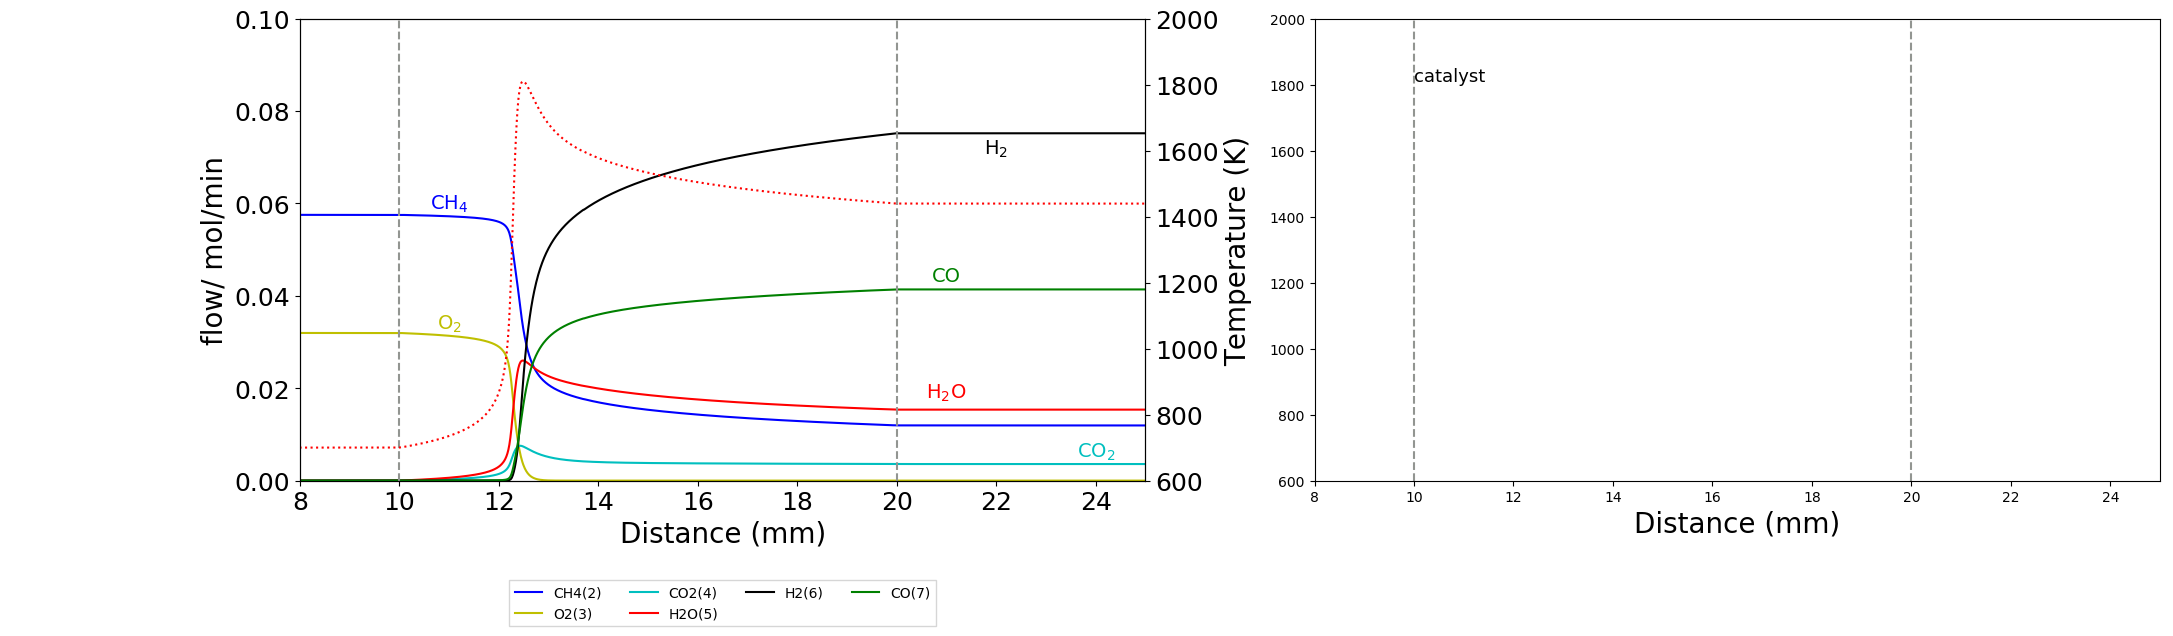 0.10
0.08
0.06
0.04
0.02
0.00
flow/ mol/min
8 10 12 14 16 18 20 22 24
Distance (mm)
CH₄
O₂
H₂
CO
H₂O
CO₂
2000
1800
1600
1400
1200
1000
800
600
Temperature (K)
CH4(2) CO2(4) H2(6) CO(7)
O2(3) H2O(5)
2000
1800
1600
1400
1200
1000
800
600
catalyst
8 10 12 14 16 18 20 22 24
Distance (mm)